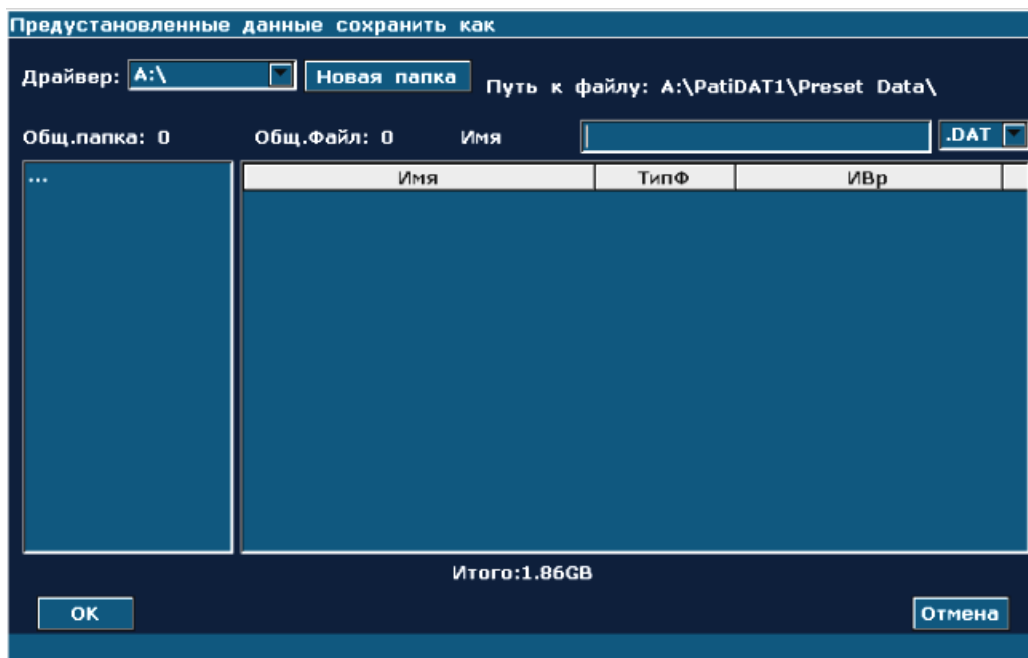 Предустановленные данные сохранить как
Драйвер: A:\ Новая папка Путь к файлу: A:\PatiDAT1\Preset Data\
Общ.папка: 0 Общ.Файл: 0 Имя .DAT
... Имя ТипФ ИВр
Итого:1.86GB
OK Отмена